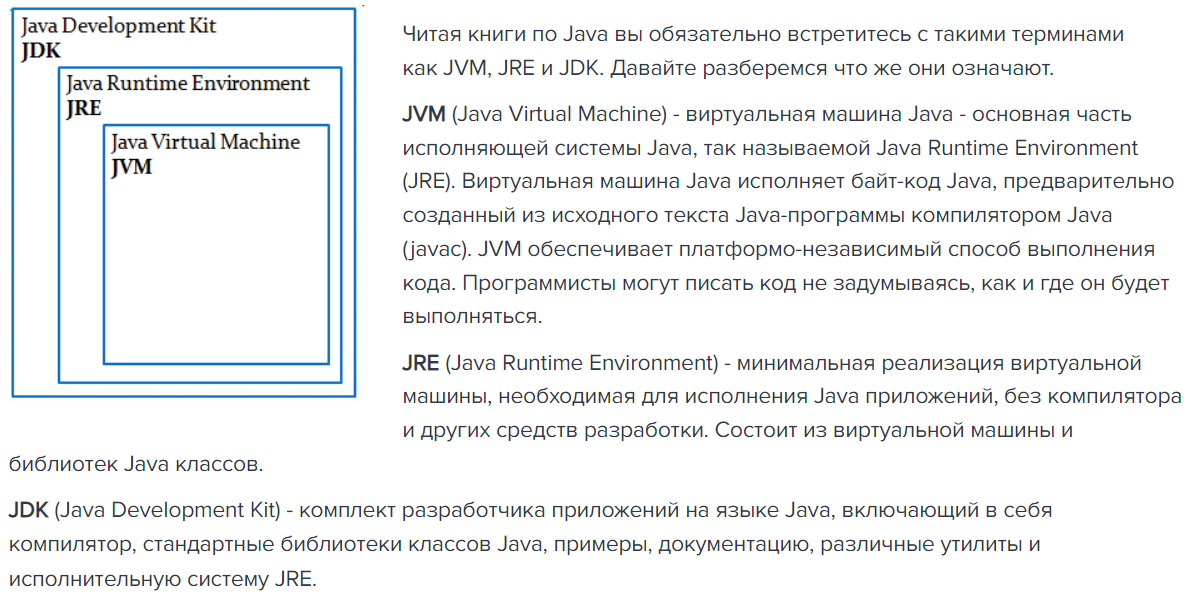 Java Development Kit
JDK
Java Runtime Environment
JRE
Java Virtual Machine
JVM
Читая книги по Java вы обязательно встретитесь с такими терминами
как JVM, JRE и JDK. Давайте разберемся что же они означают.
JVM (Java Virtual Machine) - виртуальная машина Java - основная часть
исполняющей системы Java, так называемой Java Runtime Environment
(JRE). Виртуальная машина Java исполняет байт-код Java, предварительно
созданный из исходного текста Java-программы компилятором Java
(javac). JVM обеспечивает платформо-независимый способ выполнения
кода. Программисты могут писать код не задумываясь, как и где он будет
выполняться.
JRE (Java Runtime Environment) - минимальная реализация виртуальной
машины, необходимая для исполнения Java приложений, без компилятора
и других средств разработки. Состоит из виртуальной машины и
библиотек Java классов.
JDK (Java Development Kit) - комплект разработчика приложений на языке Java, включающий в себя
компилятор, стандартные библиотеки классов Java, примеры, документацию, различные утилиты и
исполнительную систему JRE.